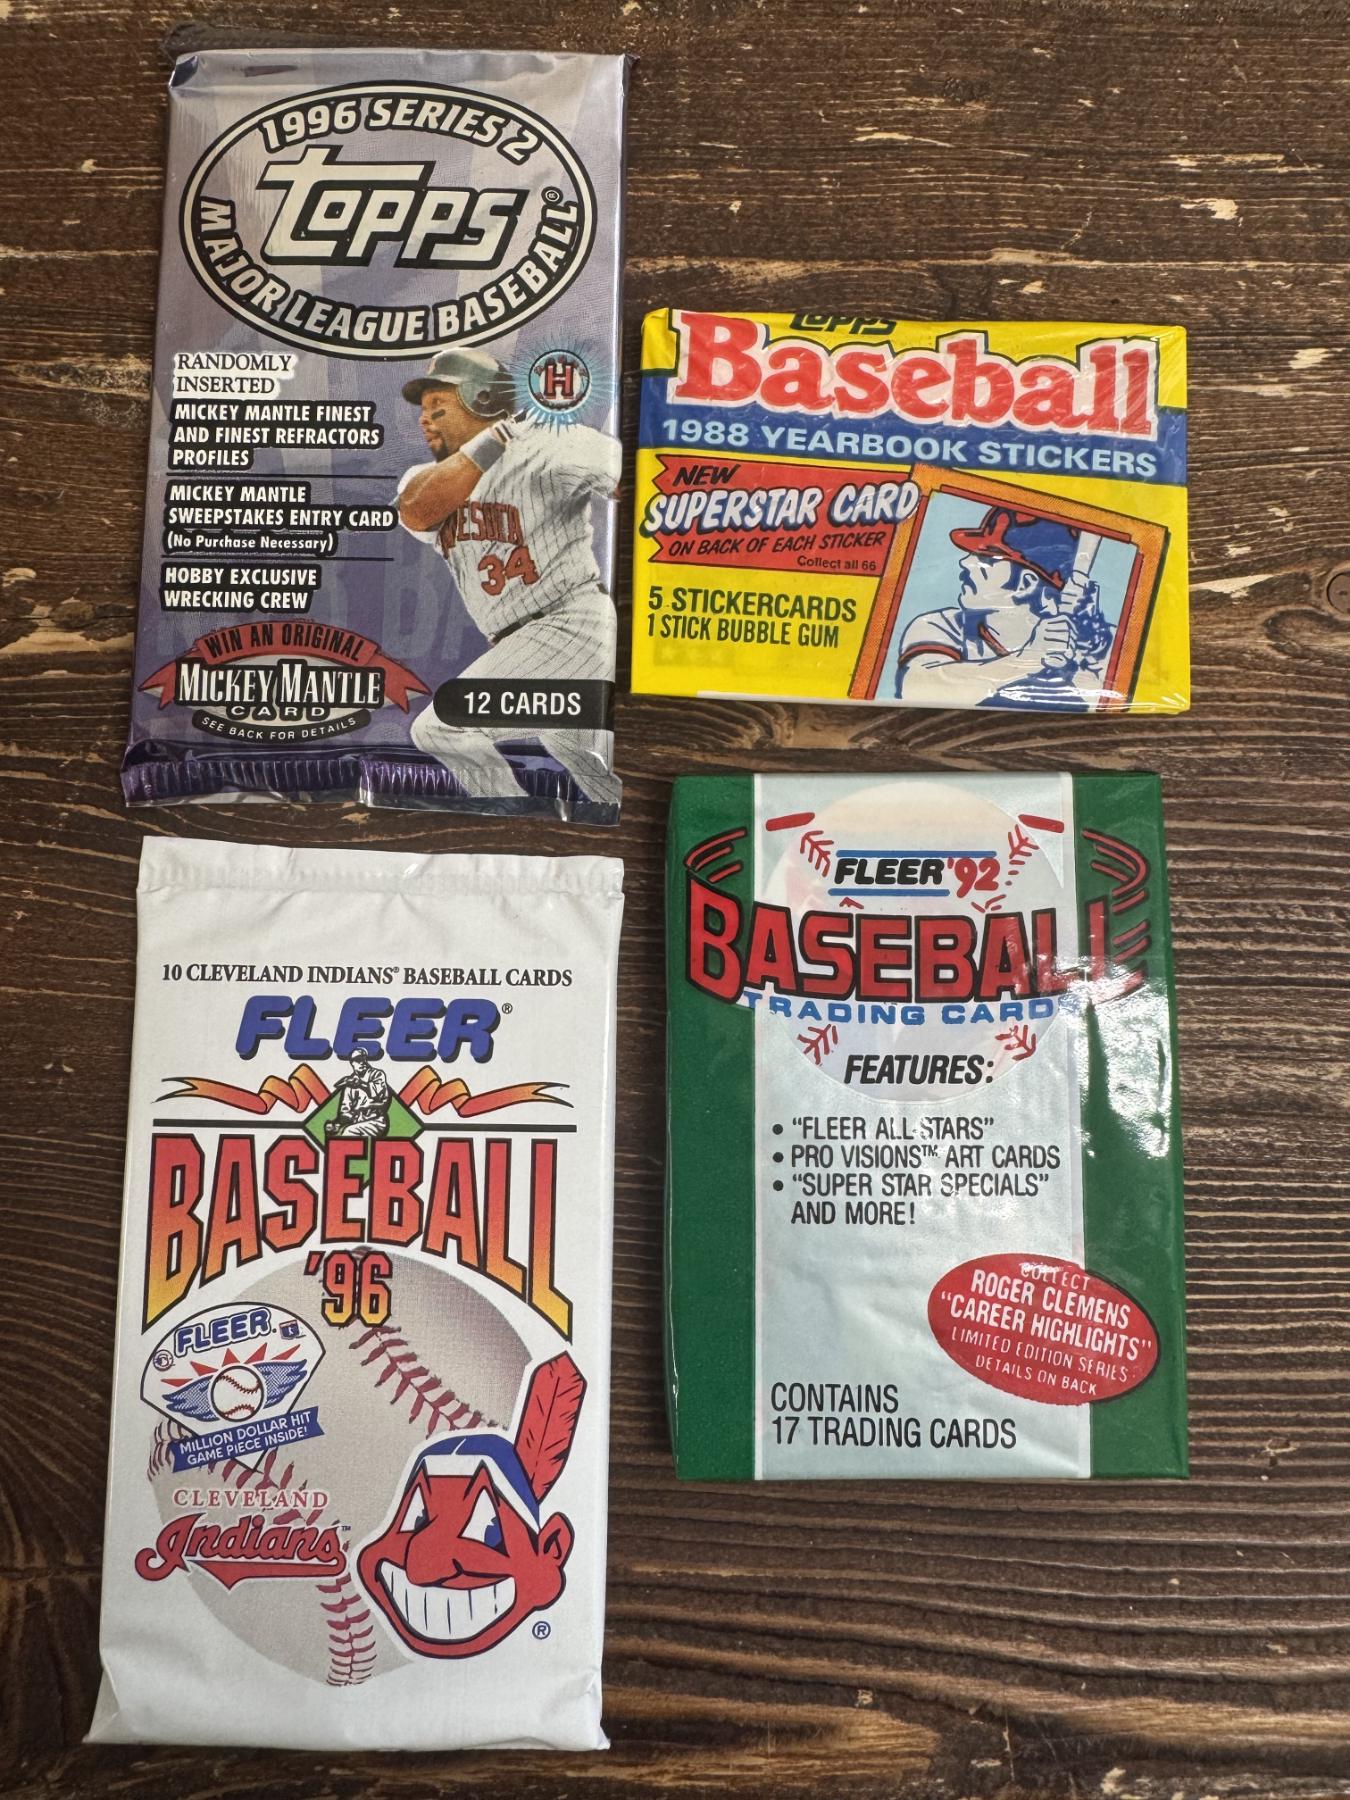 1996 SERIES 2
Topps®
MAJOR LEAGUE BASEBALL
RANDOMLY
INSERTED
MICKEY MANTLE FINEST
AND FINEST REFRACTORS
PROFILES
MICKEY MANTLE
SWEEPSTAKES ENTRY CARD
(No Purchase Necessary)
HOBBY EXCLUSIVE
WRECKING CREW
H
34
WIN AN ORIGINAL
MICKEY MANTLE
CARD
SEE BACK FOR DETAILS
12 CARDS
Topps
Baseball
1988 YEARBOOK STICKERS
NEW
SUPERSTAR CARD
ON BACK OF EACH STICKER
Collect all 66
5 STICKERCARDS
1 STICK BUBBLE GUM
10 CLEVELAND INDIANS® BASEBALL CARDS
FLEER®
BASEBALL
'96
FLEER
MILLION DOLLAR HIT
GAME PIECE INSIDE!
CLEVELAND
Indians™
®
FLEER '92
BASEBALL
TRADING CARD
FEATURES:
• "FLEER ALL-STARS"
• PRO VISIONS™ ART CARDS
• "SUPER STAR SPECIALS"
AND MORE!
COLLECT
ROGER CLEMENS
"CAREER HIGHLIGHTS"
LIMITED EDITION SERIES
DETAILS ON BACK
CONTAINS
17 TRADING CARDS